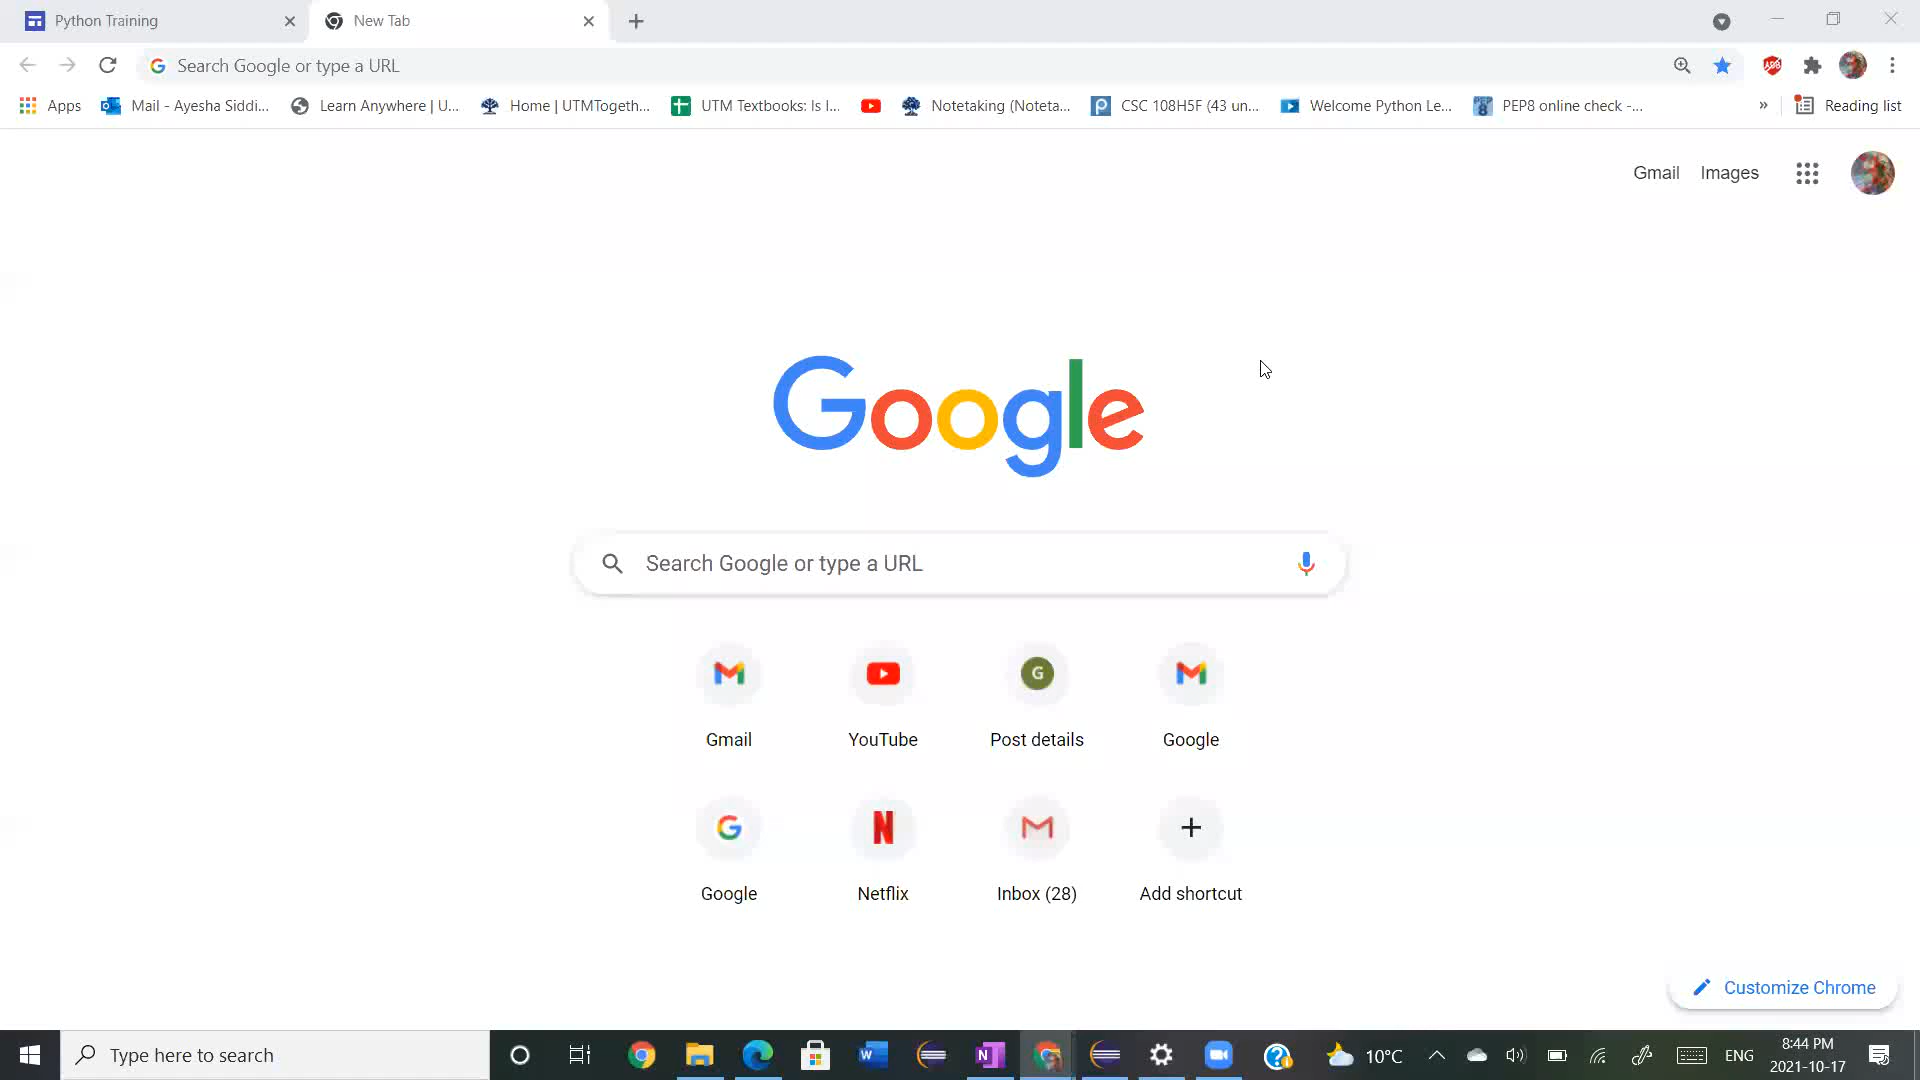 Python Training
New Tab
Search Google or type a URL
Apps
Mail - Ayesha Siddi...
Learn Anywhere | U...
Home | UTMTogeth...
UTM Textbooks: Is I...
Notetaking (Noteta...
CSC 108H5F (43 un...
Welcome Python Le...
PEP8 online check -...
»
Reading list
Gmail
Images
Google
Search Google or type a URL
Gmail
YouTube
G
Post details
Google
Google
Netflix
Inbox (28)
Add shortcut
Customize Chrome
Type here to search
10°C
ENG
8:44 PM
2021-10-17